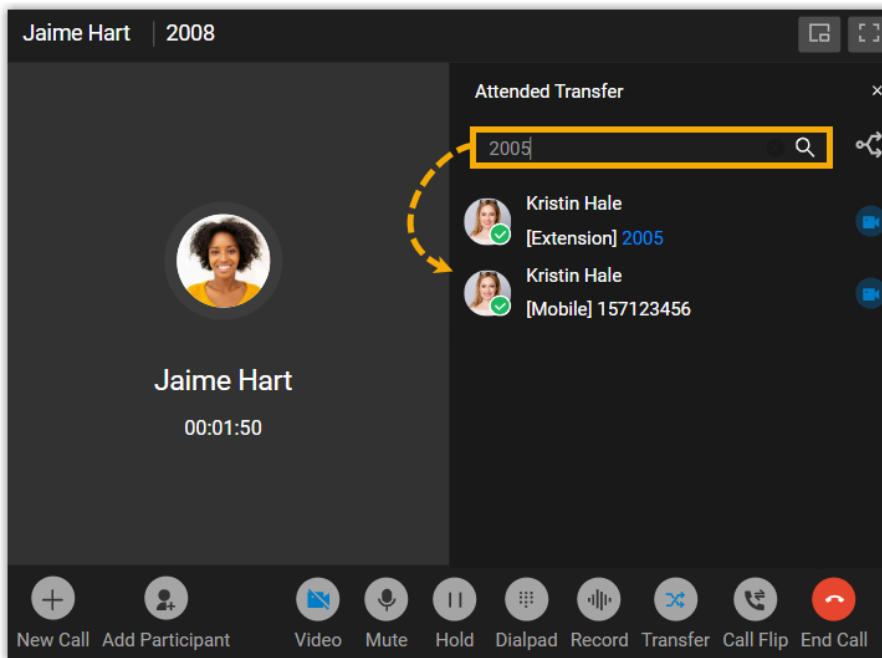 Jaime Hart | 2008
Attended Transfer
2005
Kristin Hale
[Extension] 2005
Kristin Hale
[Mobile] 157123456
Jaime Hart
00:01:50
New Call Add Participant Video Mute Hold Dialpad Record Transfer Call Flip End Call